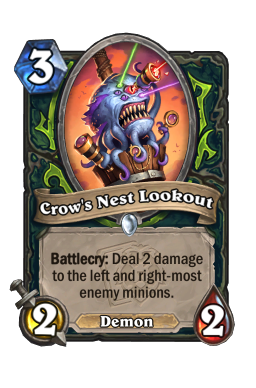 3
Crow's Nest Lookout
Battlecry: Deal 2 damage
to the left and right-most
enemy minions.
2
Demon
2